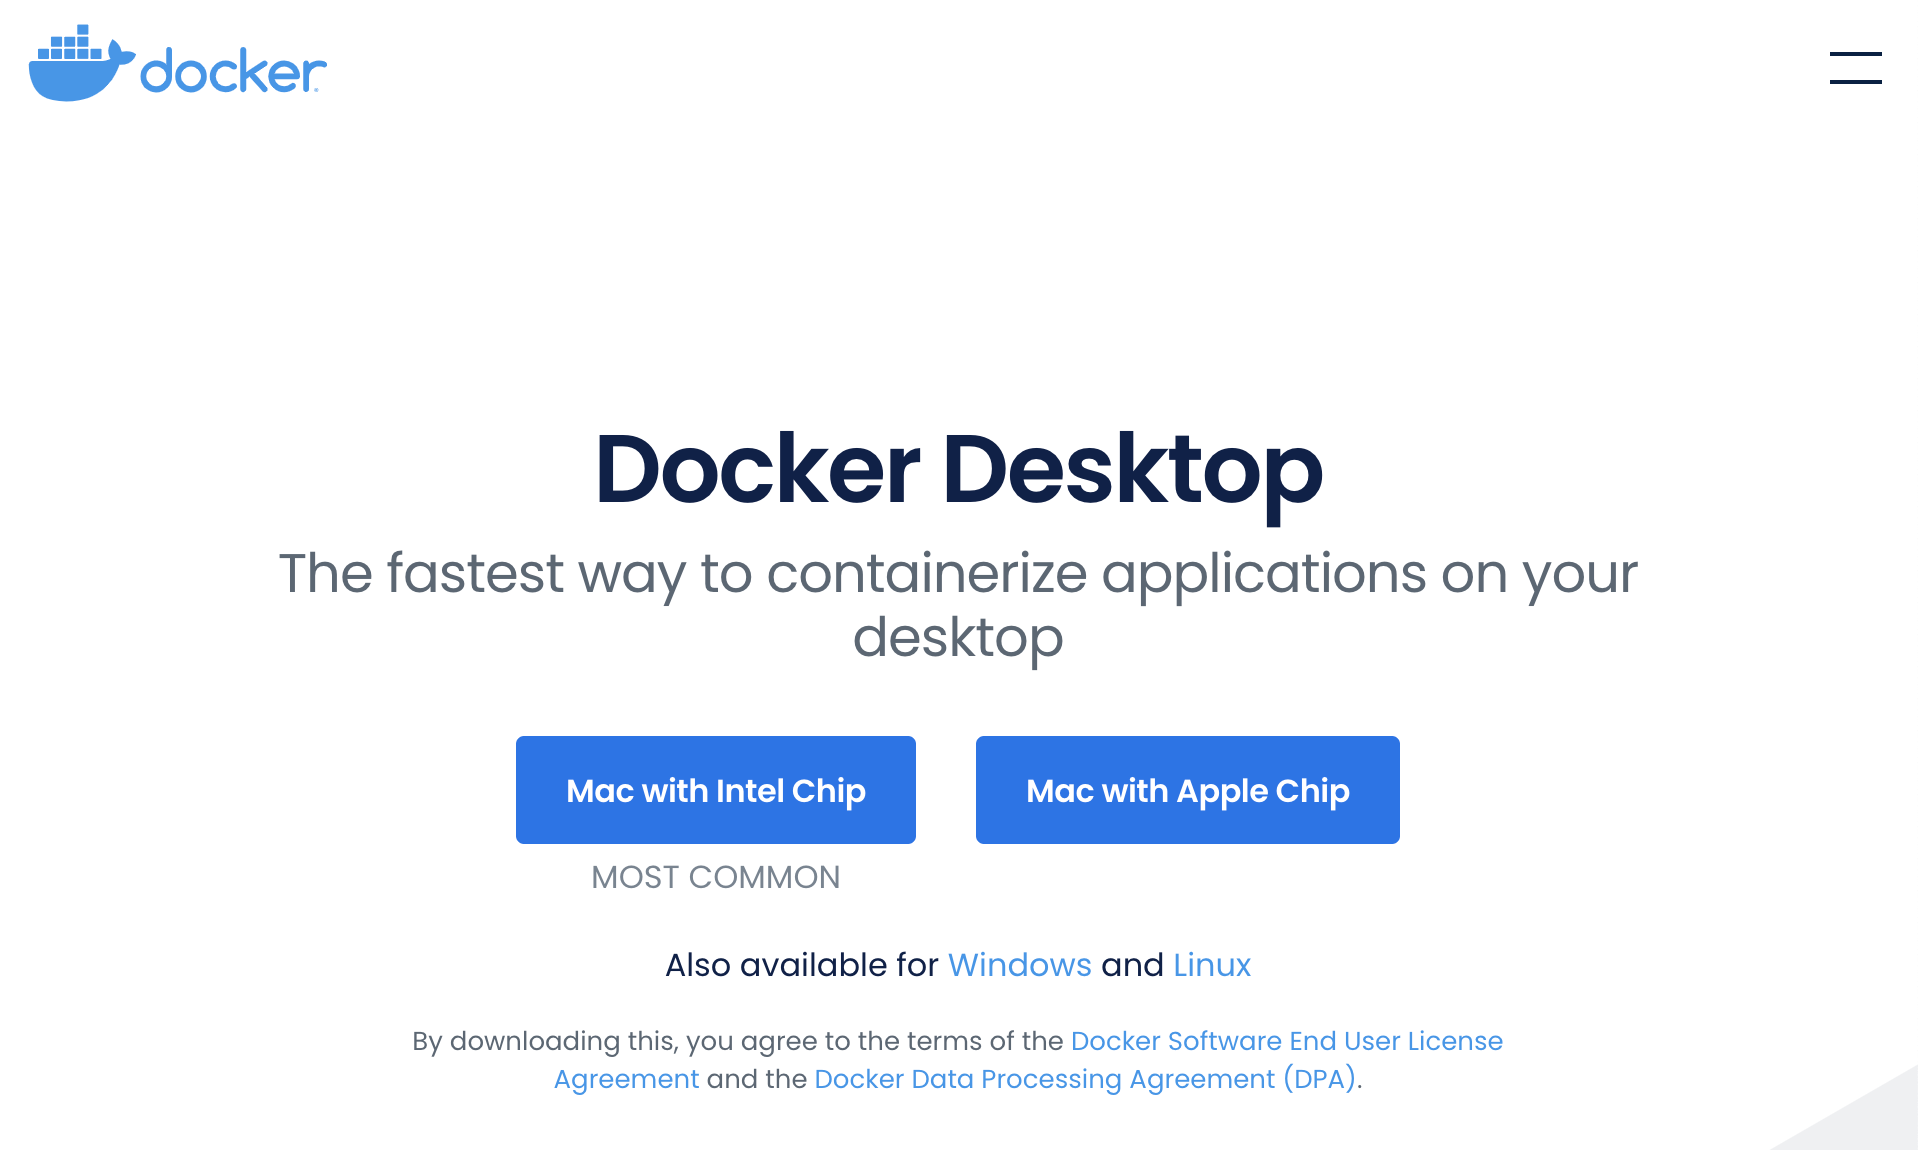 docker
Docker Desktop
The fastest way to containerize applications on your
desktop
Mac with Intel Chip
Mac with Apple Chip
MOST COMMON
Also available for Windows and Linux
By downloading this, you agree to the terms of the Docker Software End User License
Agreement and the Docker Data Processing Agreement (DPA).